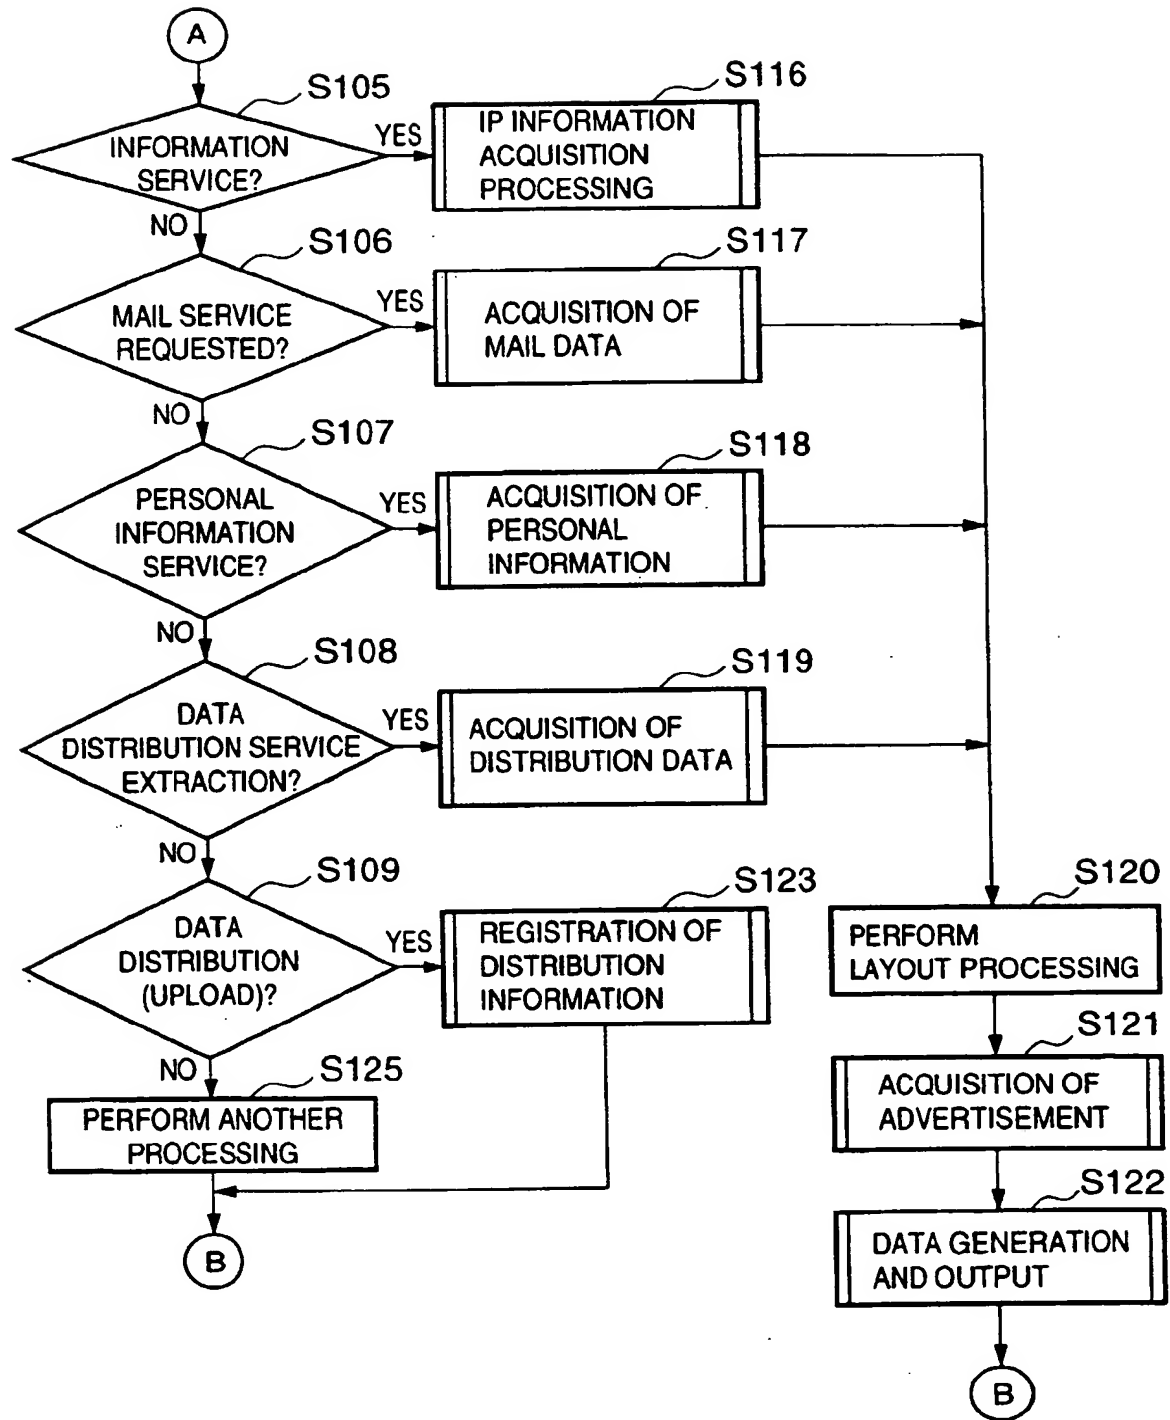 A
S105
INFORMATION
SERVICE?
YES
S116
IP INFORMATION
ACQUISITION
PROCESSING
NO
S106
MAIL SERVICE
REQUESTED?
YES
S117
ACQUISITION OF
MAIL DATA
NO
S107
PERSONAL
INFORMATION
SERVICE?
YES
S118
ACQUISITION OF
PERSONAL
INFORMATION
NO
S108
DATA
DISTRIBUTION SERVICE
EXTRACTION?
YES
S119
ACQUISITION OF
DISTRIBUTION DATA
NO
S109
DATA
DISTRIBUTION
(UPLOAD)?
YES
S123
REGISTRATION OF
DISTRIBUTION
INFORMATION
NO
S125
PERFORM ANOTHER
PROCESSING
B
S120
PERFORM
LAYOUT PROCESSING
S121
ACQUISITION OF
ADVERTISEMENT
S122
DATA GENERATION
AND OUTPUT
B